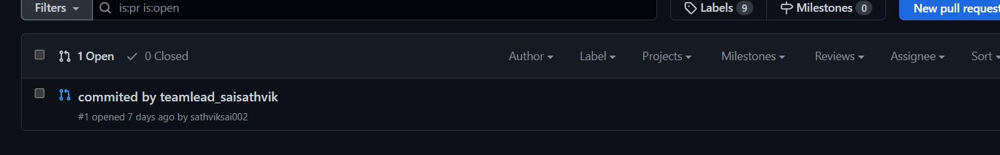 Filters is:pr is:open Labels 9 Milestones 0 New pull request
1 Open 0 Closed Author Label Projects Milestones Reviews Assignee Sort
commited by teamlead_saisathvik
#1 opened 7 days ago by sathviksai002